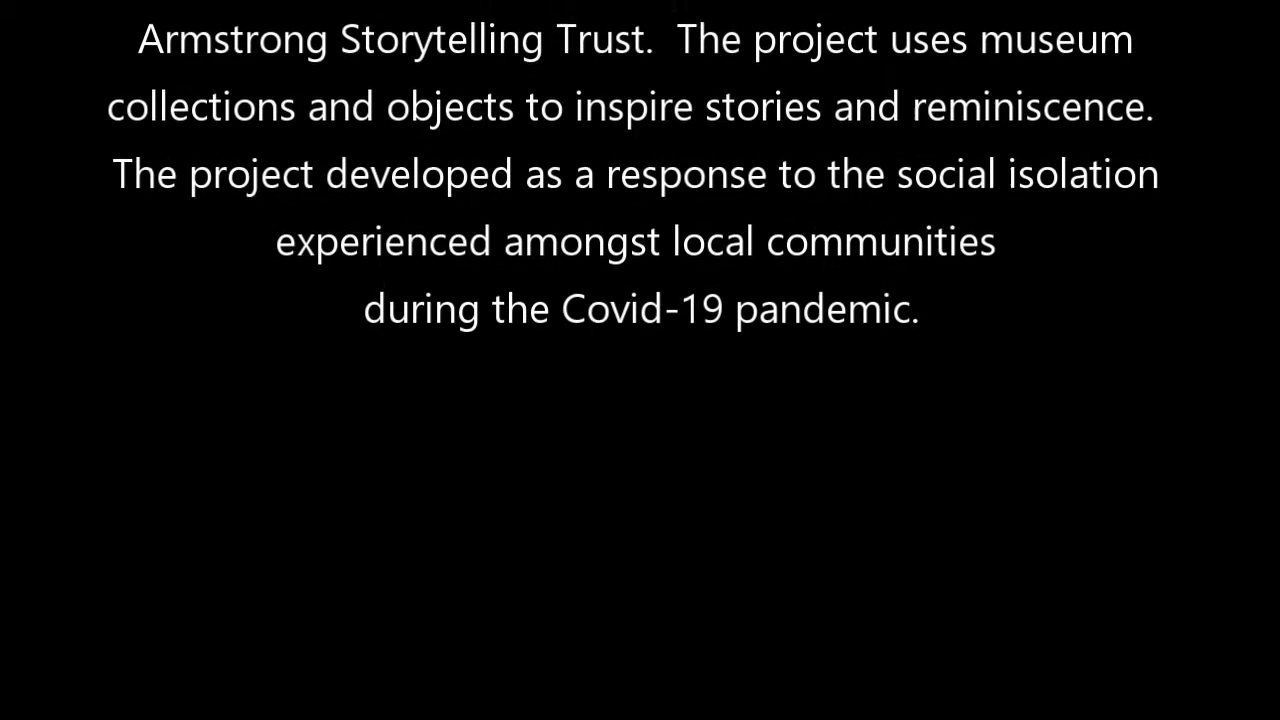 Armstrong Storytelling Trust.  The project uses museum
collections and objects to inspire stories and reminiscence.
The project developed as a response to the social isolation
experienced amongst local communities
during the Covid-19 pandemic.